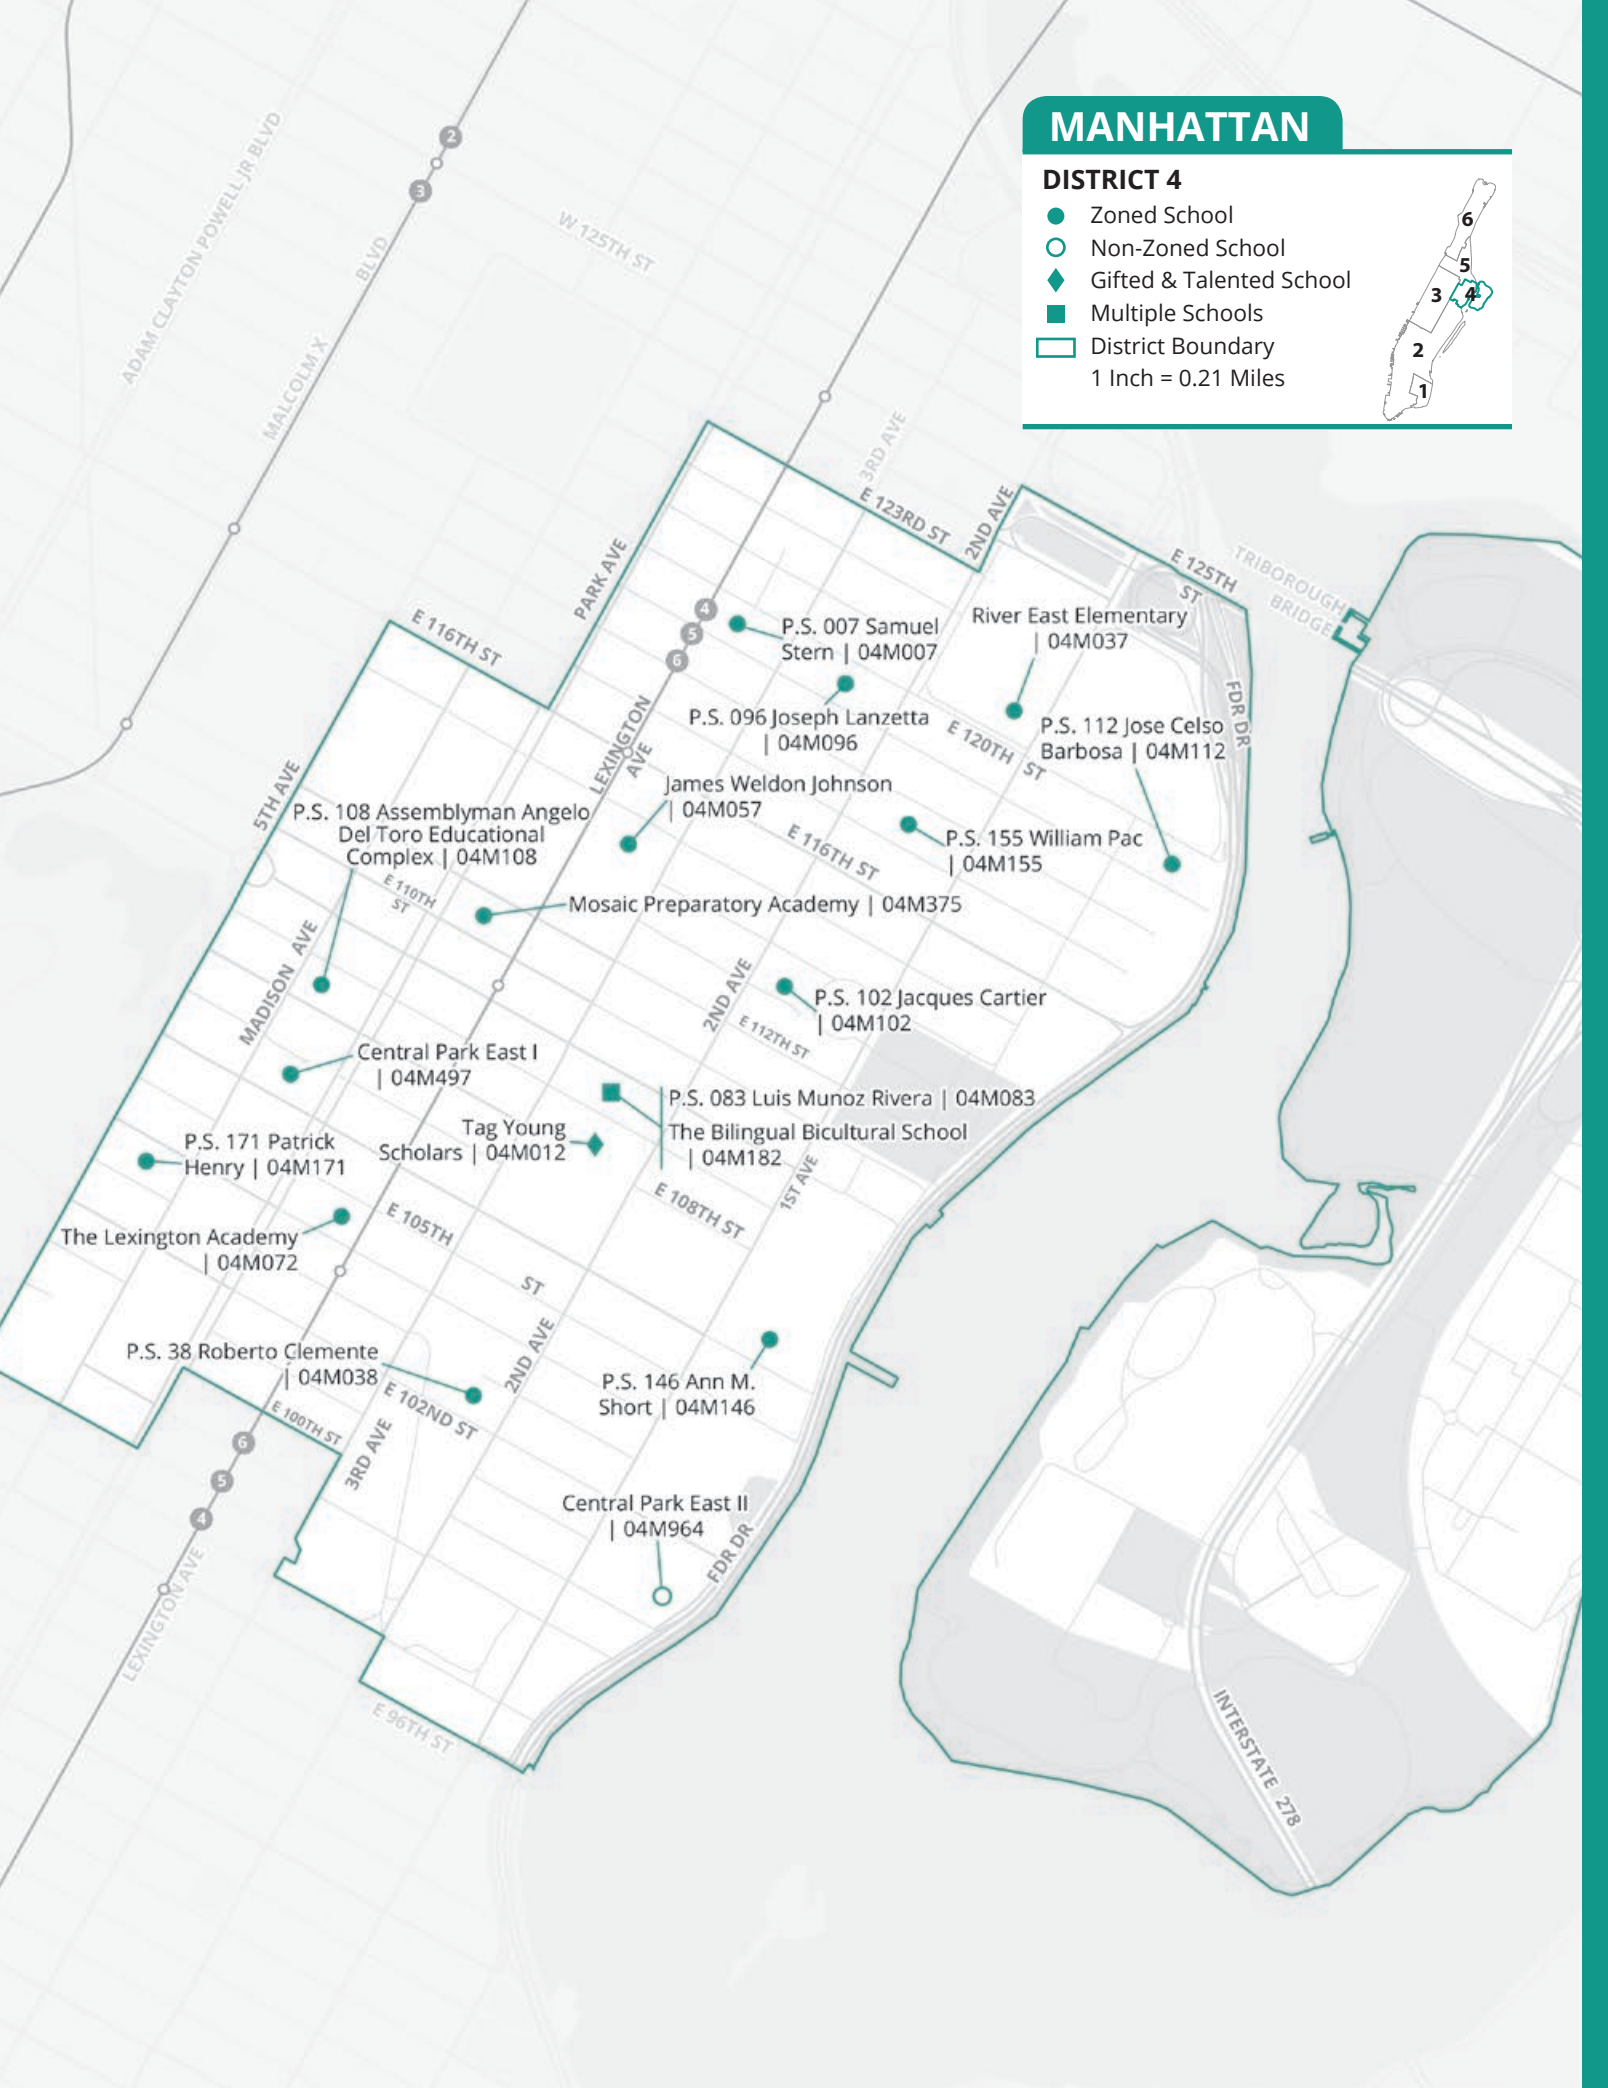 MANHATTAN
DISTRICT 4
Zoned School
Non-Zoned School
Gifted & Talented School
Multiple Schools
District Boundary
1 Inch = 0.21 Miles
6
5
3
4
2
1
2
3
ADAM CLAYTON POWELL JR BLVD
MALCOLM X
BLVD
W 125TH ST
3RD AVE
E 123RD ST
2ND AVE
E 125TH
ST
TRIBOROUGH
BRIDGE
PARK AVE
E 116TH ST
4
5
6
P.S. 007 Samuel
Stern | 04M007
River East Elementary
| 04M037
P.S. 096 Joseph Lanzetta
| 04M096
E 120TH
ST
P.S. 112 Jose Celso
Barbosa | 04M112
FDR DR
LEXINGTON
AVE
5TH AVE
James Weldon Johnson
| 04M057
P.S. 108 Assemblyman Angelo
Del Toro Educational
Complex | 04M108
E 116TH ST
P.S. 155 William Pac
| 04M155
E 110TH
ST
Mosaic Preparatory Academy | 04M375
MADISON AVE
2ND AVE
P.S. 102 Jacques Cartier
| 04M102
E 112TH ST
Central Park East I
| 04M497
P.S. 083 Luis Munoz Rivera | 04M083
The Bilingual Bicultural School
| 04M182
Tag Young
Scholars | 04M012
P.S. 171 Patrick
Henry | 04M171
1ST AVE
E 108TH ST
E 105TH
ST
The Lexington Academy
| 04M072
P.S. 38 Roberto Clemente
| 04M038
2ND AVE
E 102ND ST
E 100TH ST
3RD AVE
P.S. 146 Ann M.
Short | 04M146
6
5
4
LEXINGTON AVE
Central Park East II
| 04M964
FDR DR
E 96TH ST
INTERSTATE 278